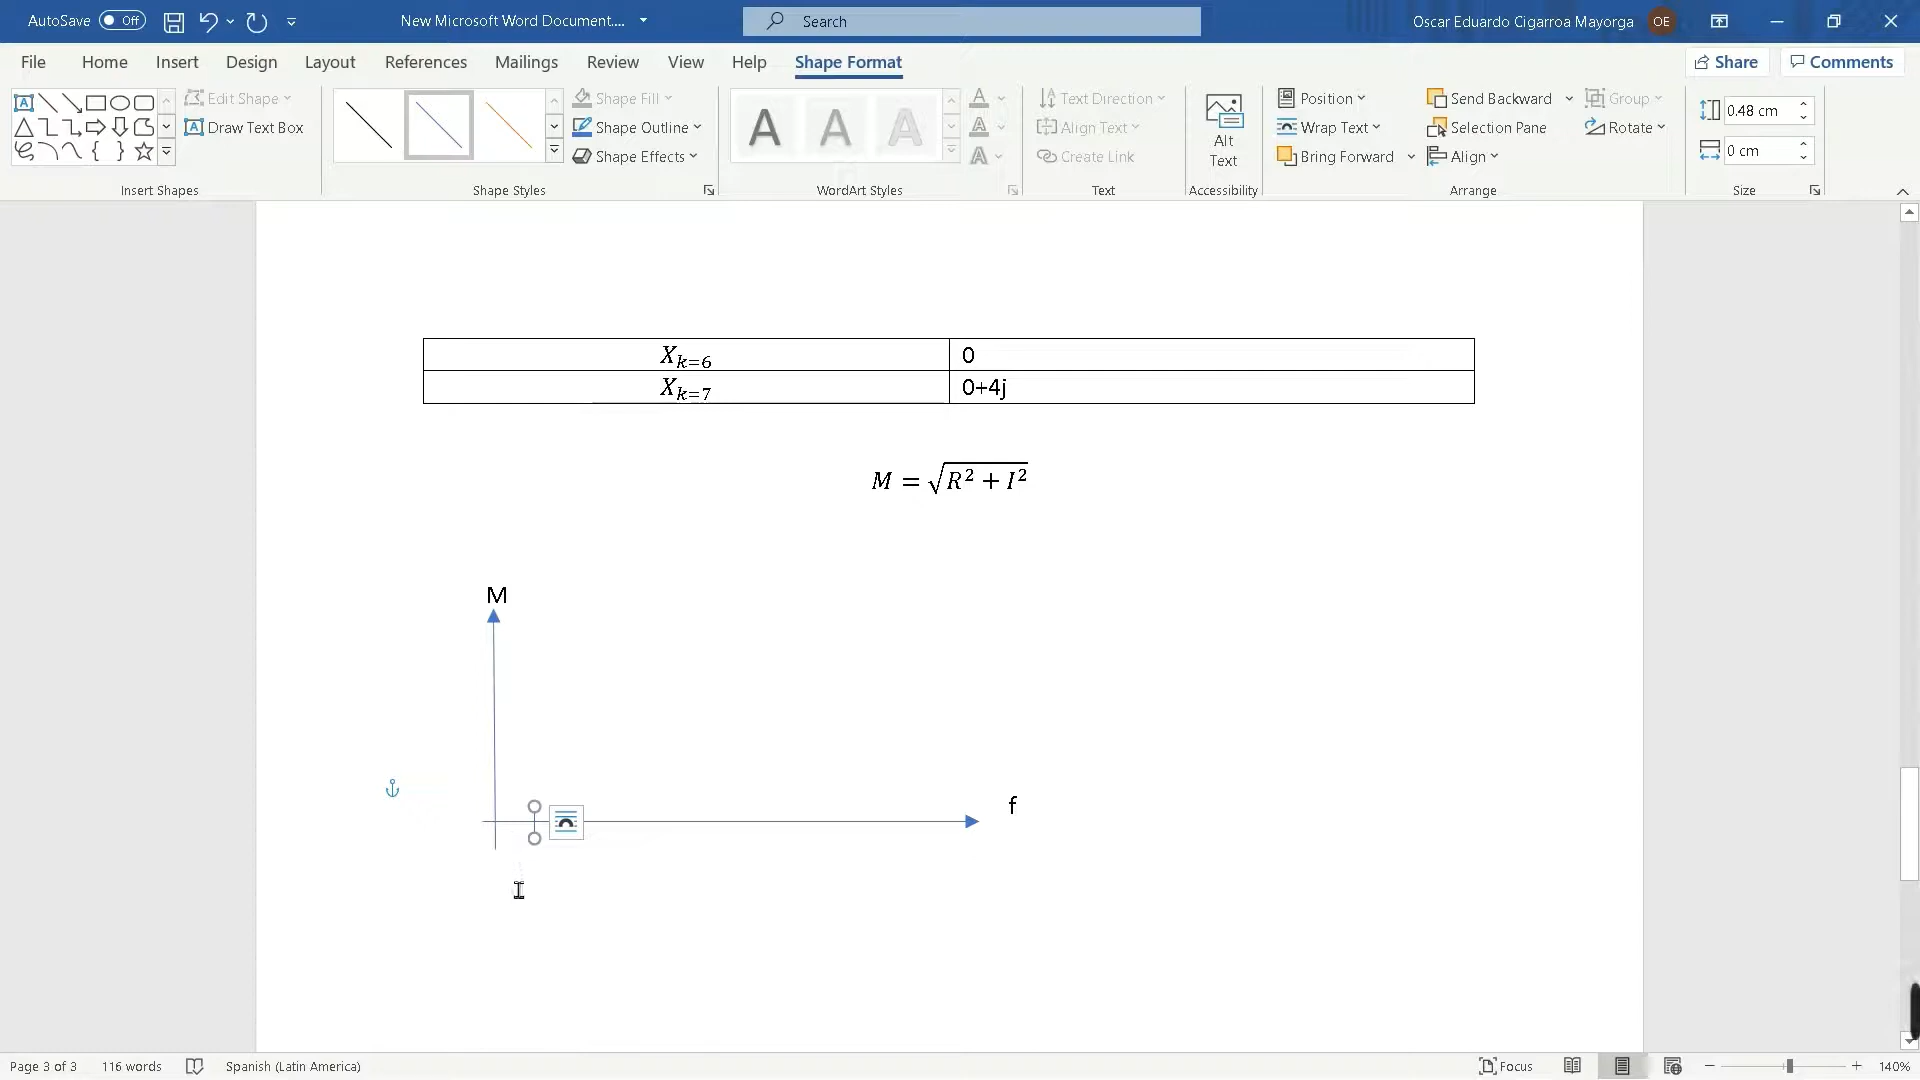 AutoSave Off New Microsoft Word Document.... Search Oscar Eduardo Cigarroa Mayorga OE
File Home Insert Design Layout References Mailings Review View Help Shape Format Share Comments
Edit Shape
Draw Text Box
Insert Shapes
Shape Fill
Shape Outline
Shape Effects
Shape Styles
A A A
WordArt Styles
Text Direction
Align Text
Create Link
Text
Alt
Text
Accessibility
Position
Wrap Text
Bring Forward
Send Backward
Selection Pane
Align
Group
Rotate
Arrange
0.48 cm
0 cm
Size
X_{k=6} 0
X_{k=7} 0+4j
M = √R² + I²
M
f
Page 3 of 3 116 words Spanish (Latin America) Focus 140%